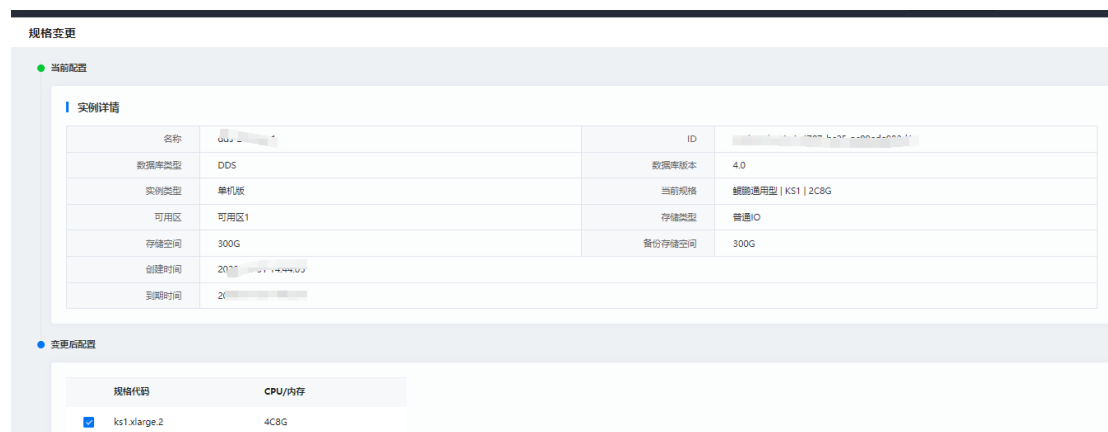 规格变更
当前配置
实例详情
名称 ID
数据库类型 DDS 数据库版本 4.0
实例类型 单机版 当前规格 鲲鹏通用型 | KS1 | 2C8G
可用区 可用区1 存储类型 普通IO
存储空间 300G 备份存储空间 300G
创建时间
到期时间
变更后配置
规格代码 CPU/内存
ks1.xlarge.2 4C8G